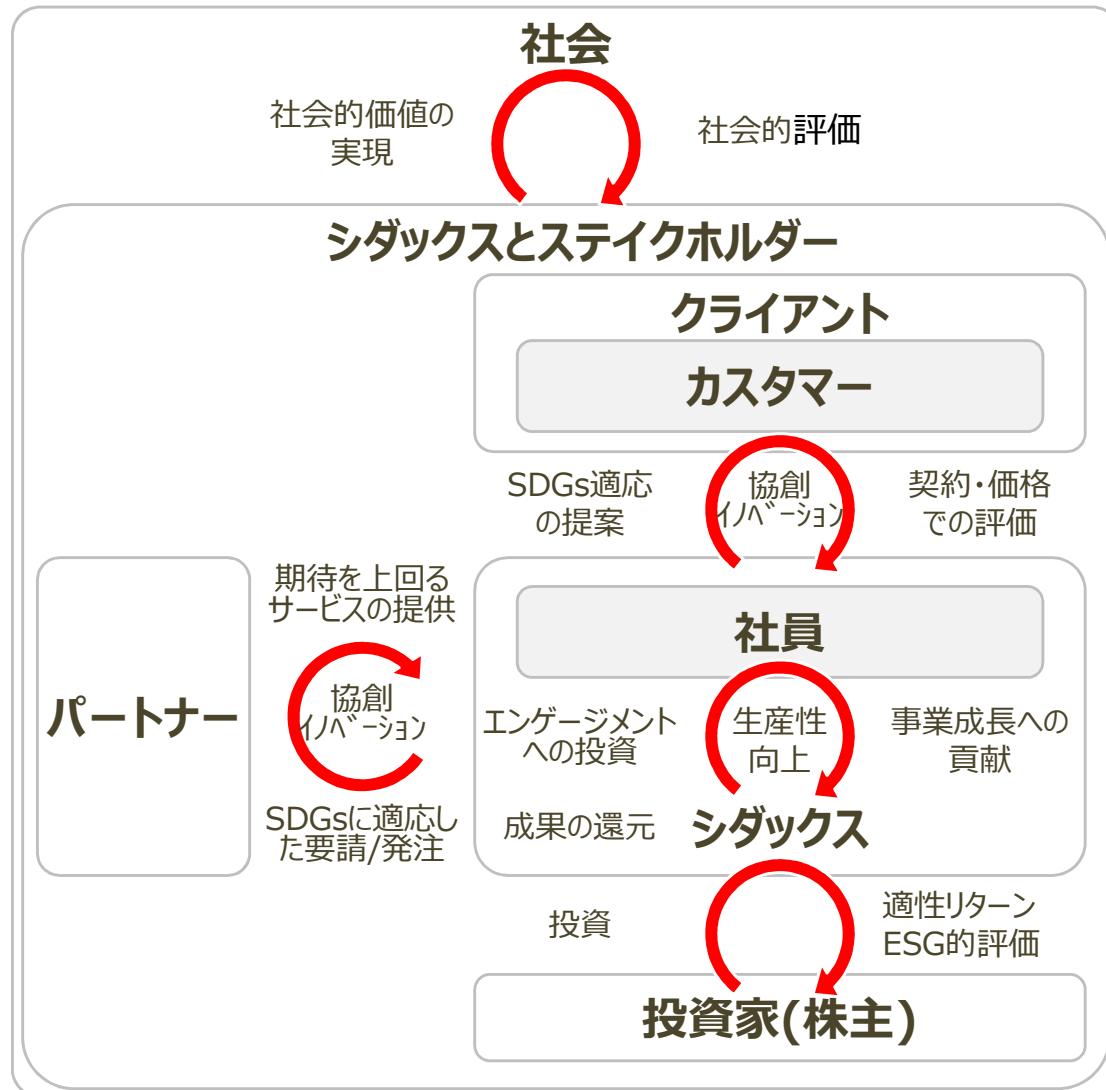 社会
社会的価値の
実現
社会的評価
シダックスとステイクホルダー
クライアント
カスタマー
SDGs適応
の提案
協創
ｲﾉﾍﾞｰｼｮﾝ
契約・価格
での評価
パートナー
期待を上回る
サービスの提供
協創
ｲﾉﾍﾞｰｼｮﾝ
SDGsに適応し
た要請/発注
社員
エンゲージメント
への投資
生産性
向上
事業成長への
貢献
成果の還元
シダックス
投資
適性リターン
ESG的評価
投資家(株主)